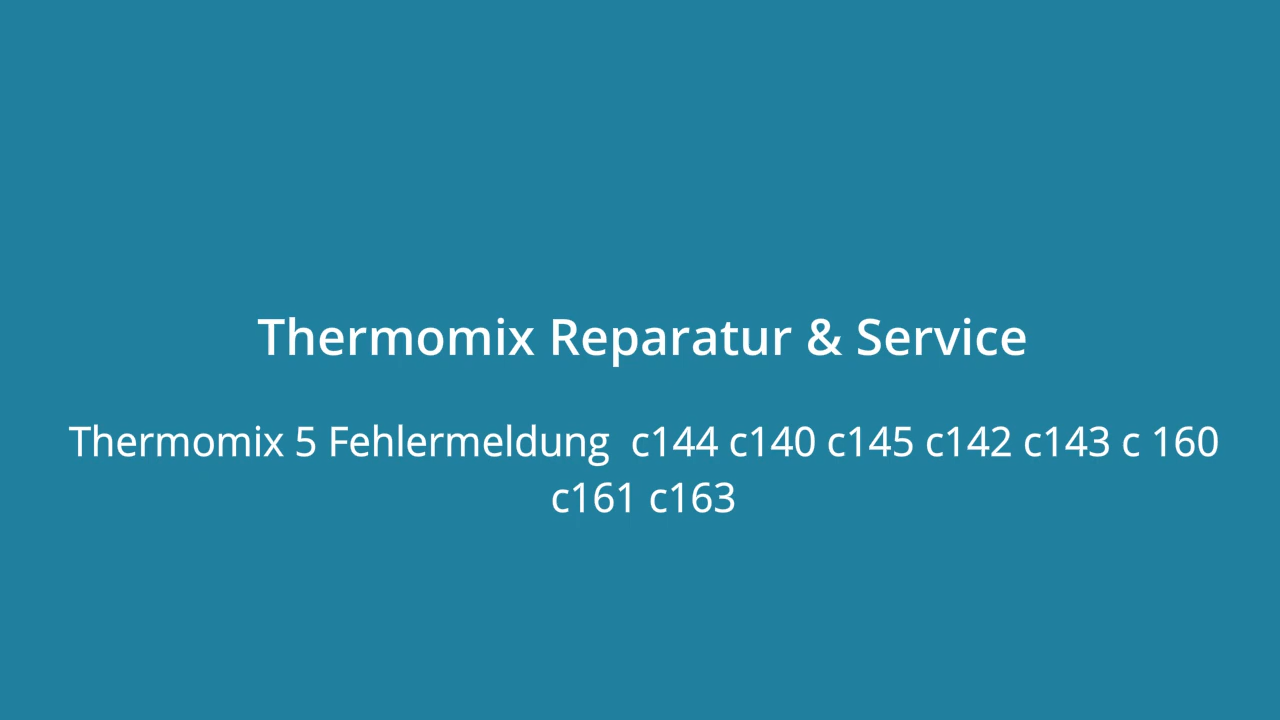 Thermomix Reparatur & Service
Thermomix 5 Fehlermeldung  c144 c140 c145 c142 c143 c 160
c161 c163